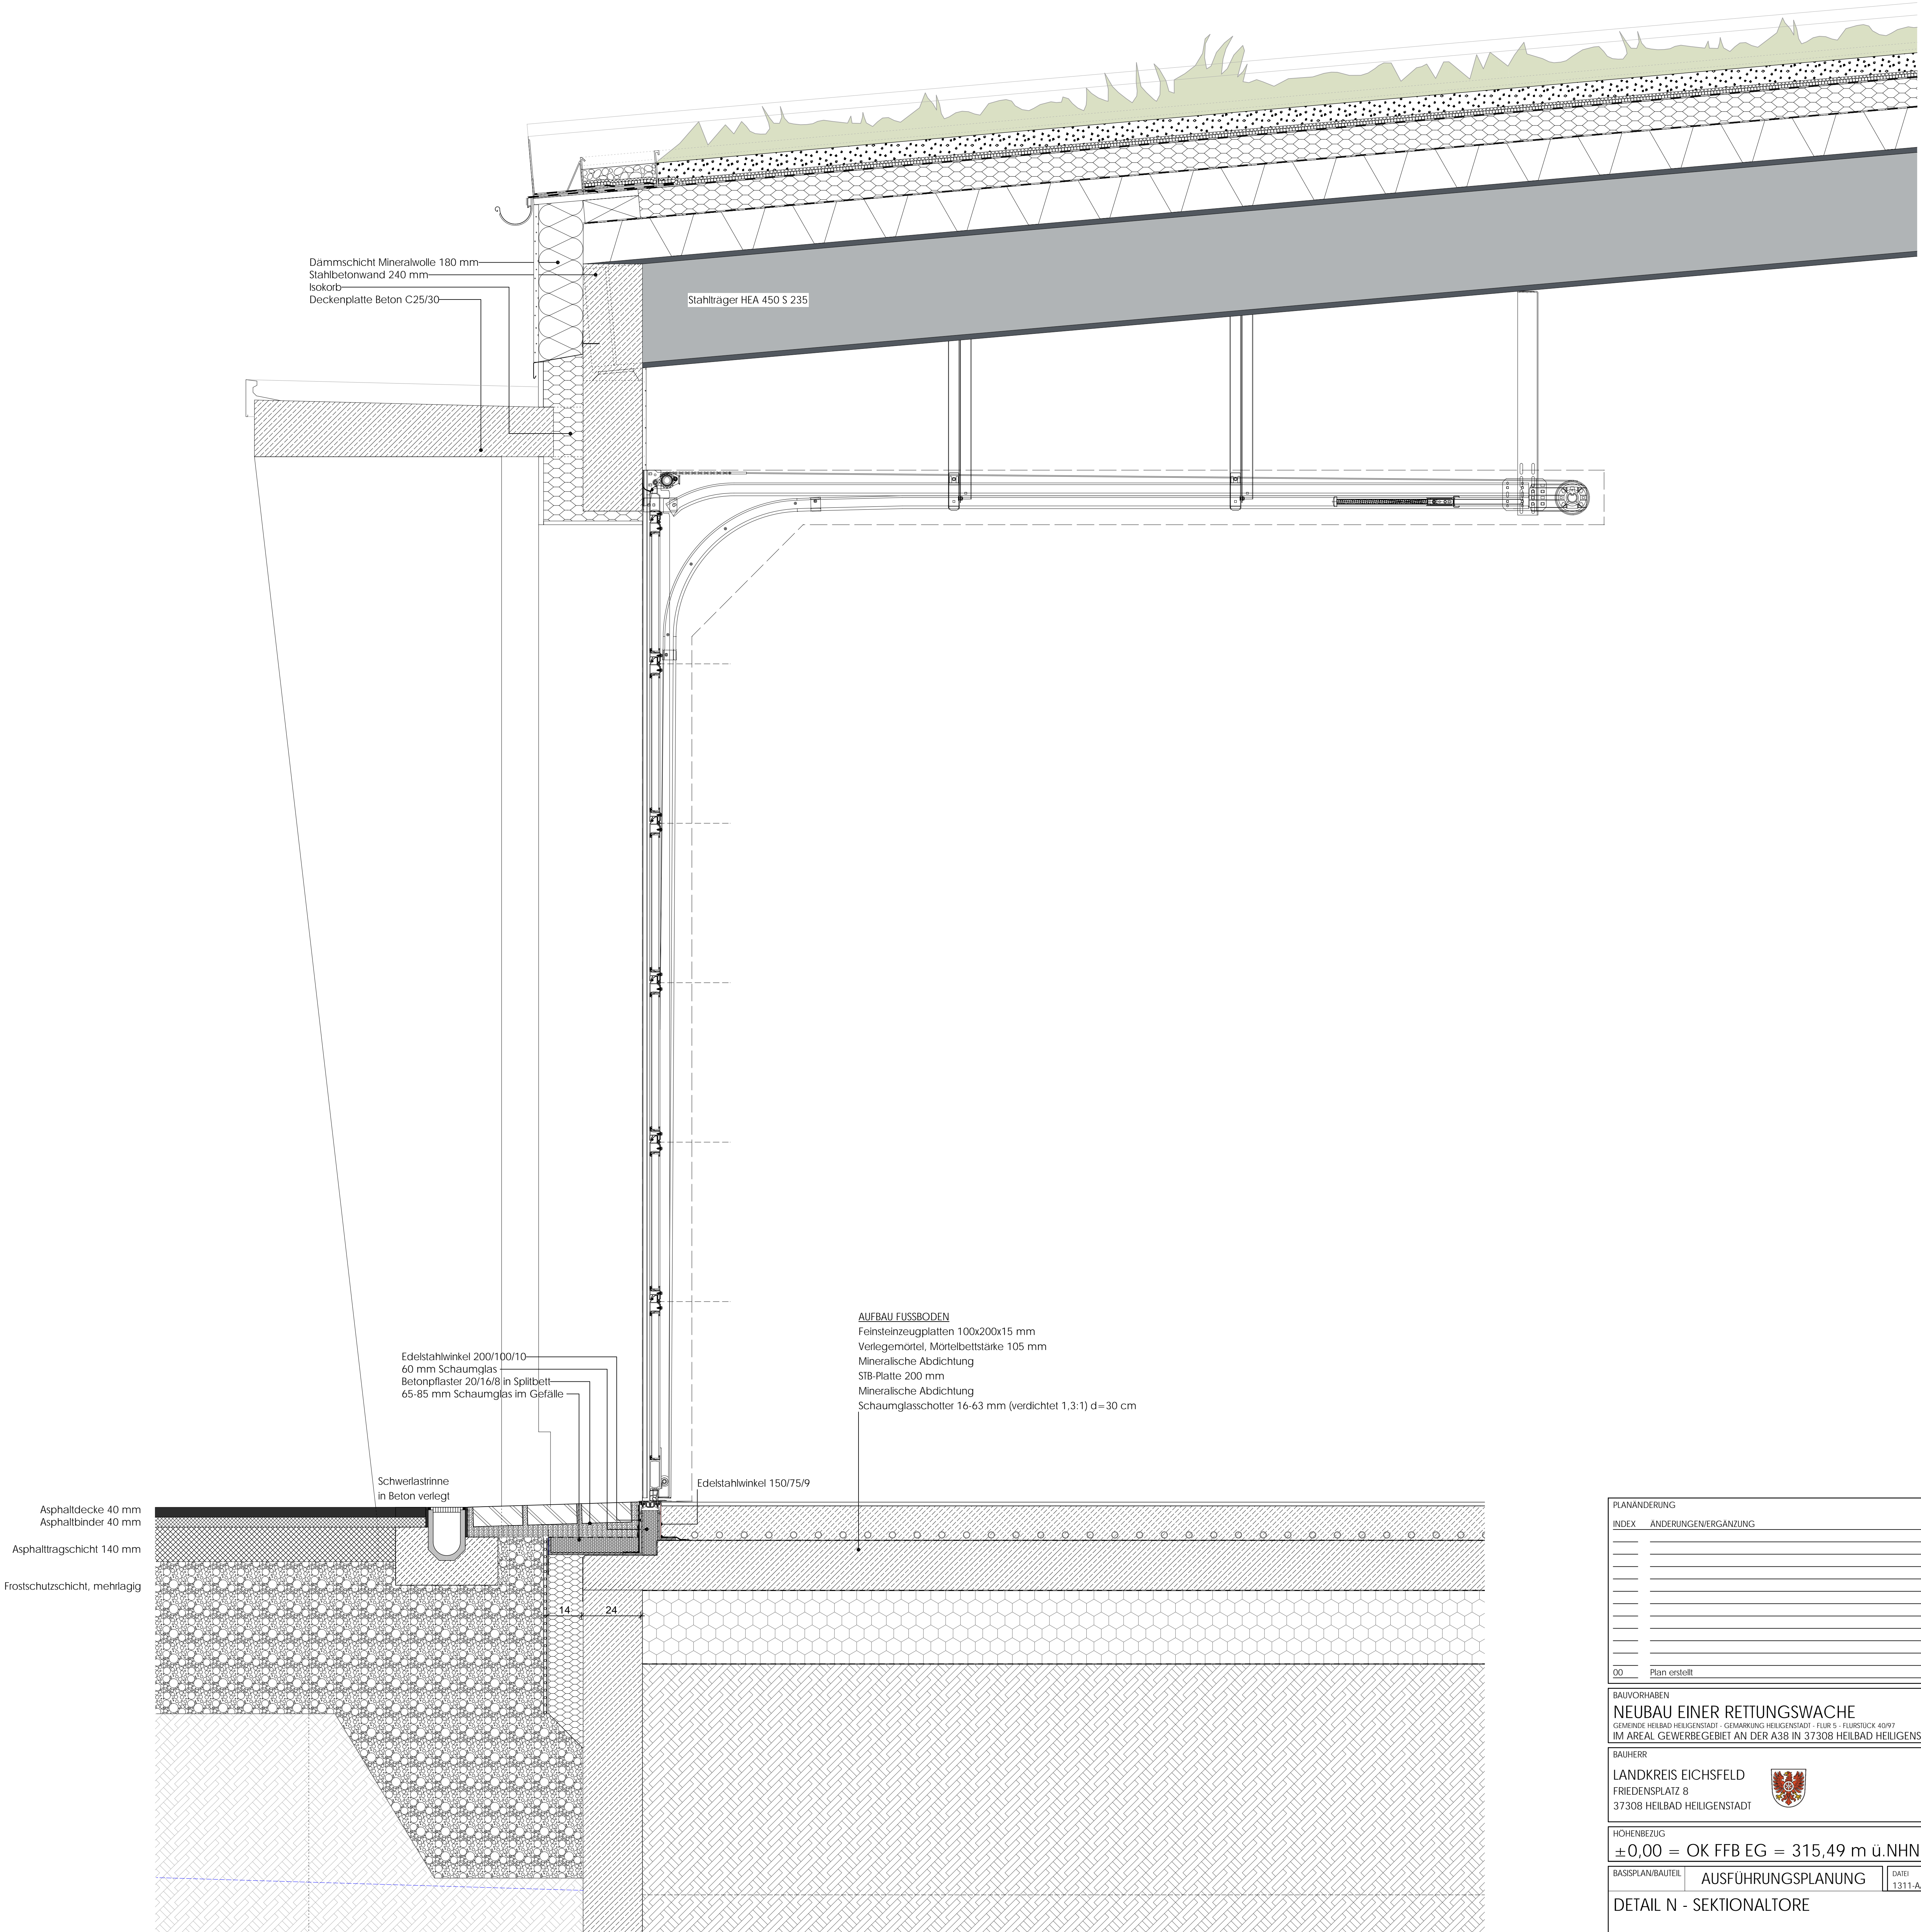 Dämmschicht Mineralwolle 180 mm
Stahlbetonwand 240 mm
Isokorb
Deckenplatte Beton C25/30
Stahlträger HEA 450 S 235
AUFBAU FUSSBODEN
Feinsteinzeugplatten 100x200x15 mm
Verlegemörtel, Mörtelbettstärke 105 mm
Mineralische Abdichtung
STB-Platte 200 mm
Mineralische Abdichtung
Schaumglasschotter 16-63 mm (verdichtet 1,3:1) d=30 cm
Edelstahlwinkel 200/100/10
60 mm Schaumglas
Betonpflaster 20/16/8 in Splitbett
65-85 mm Schaumglas im Gefälle
Schwerlastrinne
in Beton verlegt
Edelstahlwinkel 150/75/9
Asphaltdecke 40 mm
Asphaltbinder 40 mm
Asphalttragschicht 140 mm
Frostschutzschicht, mehrlagig
14 24
PLANÄNDERUNG
INDEX ÄNDERUNGEN/ERGÄNZUNG
00 Plan erstellt
BAUVORHABEN
NEUBAU EINER RETTUNGSWACHE
GEMEINDE HEILBAD HEILIGENSTADT - GEMARKUNG HEILIGENSTADT - FLUR 5 - FLURSTÜCK 40/97
IM AREAL GEWERBEGEBIET AN DER A38 IN 37308 HEILBAD HEILIGENS
BAUHERR
LANDKREIS EICHSFELD
FRIEDENSPLATZ 8
37308 HEILBAD HEILIGENSTADT
HÖHENBEZUG
±0,00 = OK FFB EG = 315,49 m ü.NHN
BASISPLAN/BAUTEIL AUSFÜHRUNGSPLANUNG DATEI
1311-A
DETAIL N - SEKTIONALTORE